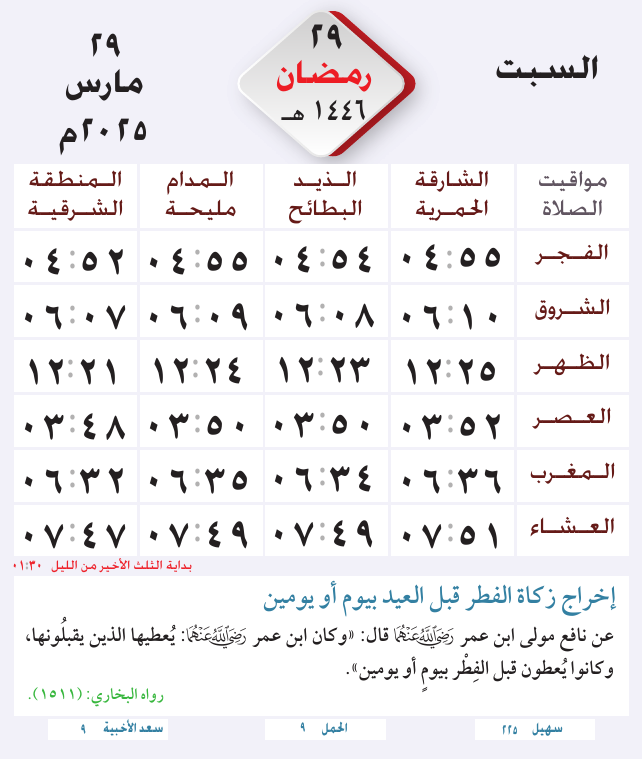 السبت
٢٩
رمضان
١٤٤٦ هـ
٢٩
مارس
٢٠٢٥م
مواقيت الصلاة | الشارقة الحمرية | الذيد البطائح | المدام مليحة | المنطقة الشرقية
الفجر ٠٤:٥٥ ٠٤:٥٤ ٠٤:٥٥ ٠٤:٥٢
الشروق ٠٦:١٠ ٠٦:٠٨ ٠٦:٠٩ ٠٦:٠٧
الظهر ١٢:٢٥ ١٢:٢٣ ١٢:٢٤ ١٢:٢١
العصر ٠٣:٥٢ ٠٣:٥٠ ٠٣:٥٠ ٠٣:٤٨
المغرب ٠٦:٣٦ ٠٦:٣٤ ٠٦:٣٥ ٠٦:٣٢
العشاء ٠٧:٥١ ٠٧:٤٩ ٠٧:٤٩ ٠٧:٤٧
بداية الثلث الأخير من الليل ٠١:٣٠
إخراج زكاة الفطر قبل العيد بيوم أو يومين
عن نافع مولى ابن عمر رَضِيَ اللَّهُ عَنْهُمَا قال: «وكان ابن عمر رَضِيَ اللَّهُ عَنْهُمَا: يُعطيها الذين يقبلُونها،
وكانوا يُعطون قبل الفِطْر بيومٍ أو يومين».
رواه البخاري: (١٥١١).
سهيل ٢٢٥ الحمل ٩ سعد الأخبية ٩